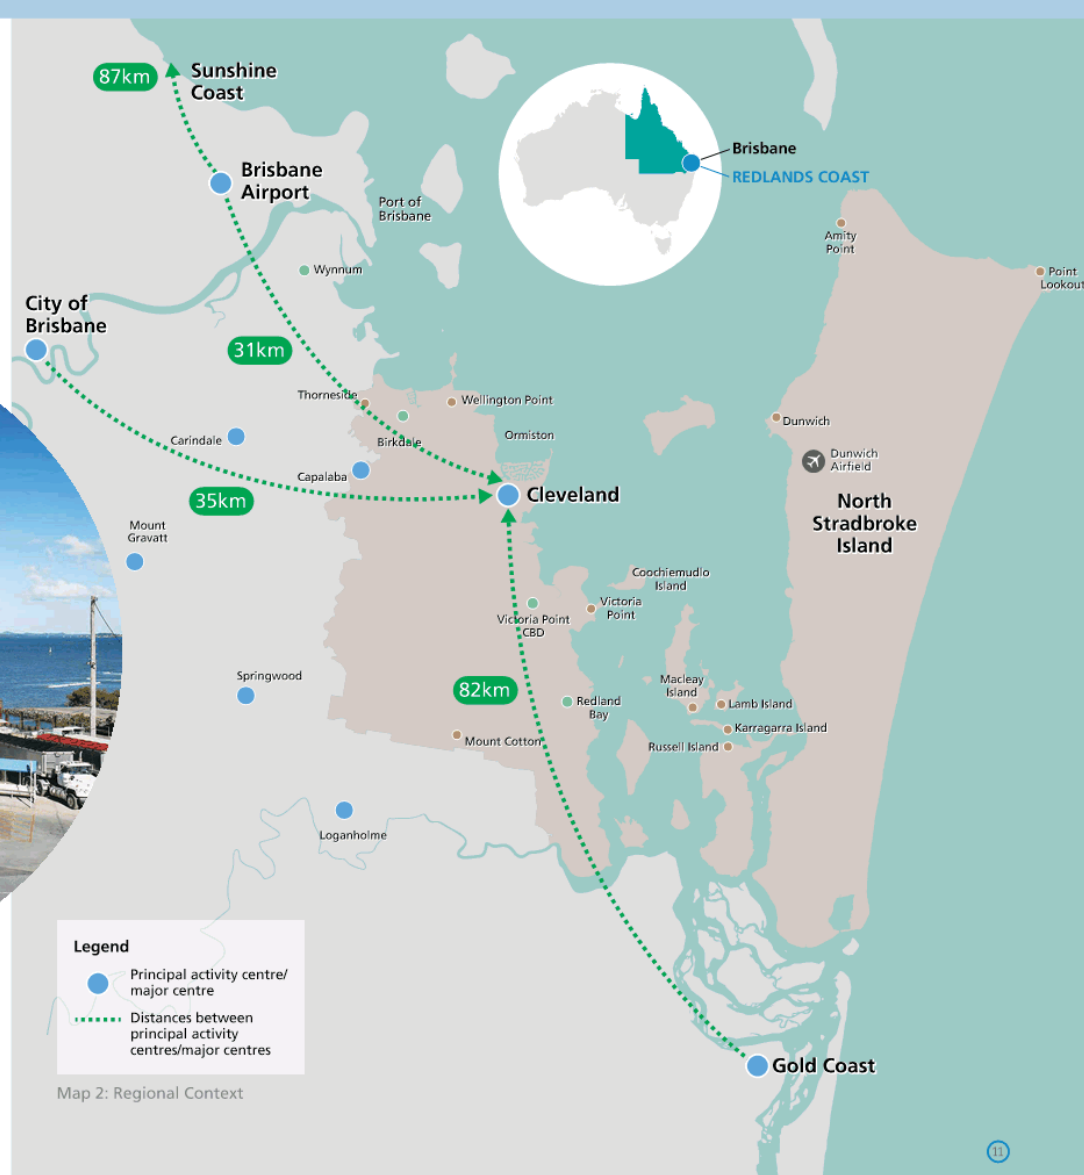 87km
Sunshine
Coast
Brisbane
Airport
Port of
Brisbane
Brisbane
REDLANDS COAST
Amity
Point
Point
Lookout
Wynnum
City of
Brisbane
31km
Thorneside
Wellington Point
Birkdale
Ormiston
Carindale
Capalaba
Dunwich
Dunwich
Airfield
35km
Cleveland
North
Stradbroke
Island
Mount
Gravatt
Coochiemudlo
Island
Victoria
Point
Victoria Point
CBD
Springwood
82km
Macleay
Island
Redland
Bay
Lamb Island
Karragarra Island
Russell Island
Mount Cotton
Loganholme
Legend
Principal activity centre/
major centre
Distances between
principal activity
centres/major centres
Gold Coast
Map 2: Regional Context
11